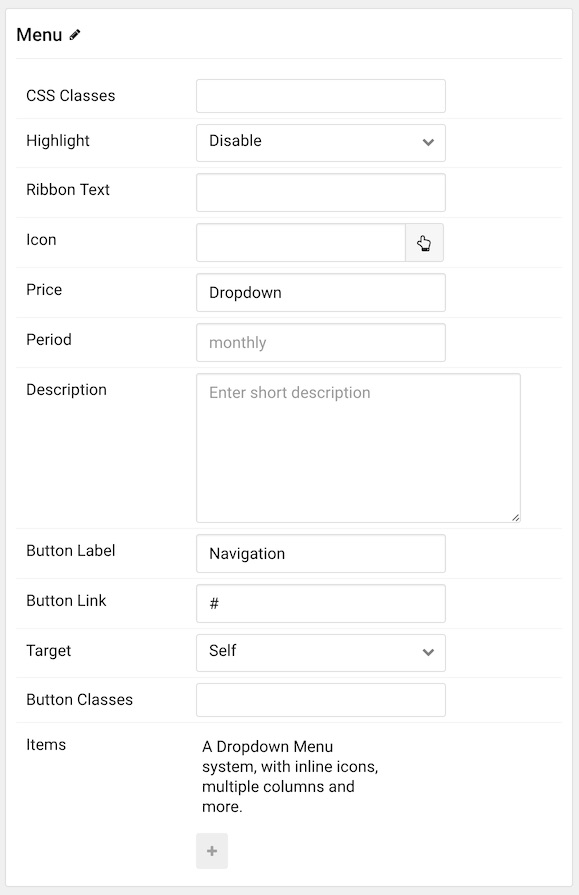 Menu
CSS Classes
Highlight Disable
Ribbon Text
Icon
Price Dropdown
Period monthly
Description Enter short description
Button Label Navigation
Button Link #
Target Self
Button Classes
Items A Dropdown Menu
system, with inline icons,
multiple columns and
more.
+